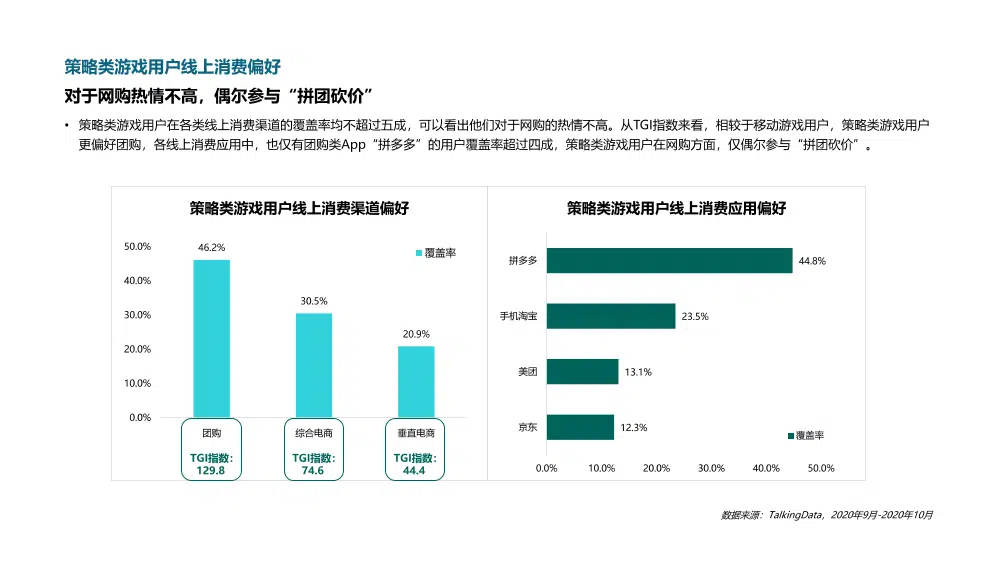 策略类游戏用户线上消费偏好
对于网购热情不高，偶尔参与“拼团砍价”
• 策略类游戏用户在各类线上消费渠道的覆盖率均不超过五成，可以看出他们对于网购的热情不高。从TGI指数来看，相较于移动游戏用户，策略类游戏用户
更偏好团购，各线上消费应用中，也仅有团购类App“拼多多”的用户覆盖率超过四成，策略类游戏用户在网购方面，仅偶尔参与“拼团砍价”。
策略类游戏用户线上消费渠道偏好
覆盖率
50.0%
40.0%
30.0%
20.0%
10.0%
0.0%
46.2%
30.5%
20.9%
团购
综合电商
垂直电商
TGI指数：
129.8
TGI指数：
74.6
TGI指数：
44.4
策略类游戏用户线上消费应用偏好
拼多多
44.8%
手机淘宝
23.5%
美团
13.1%
京东
12.3%
覆盖率
0.0%
10.0%
20.0%
30.0%
40.0%
50.0%
数据来源：TalkingData，2020年9月-2020年10月